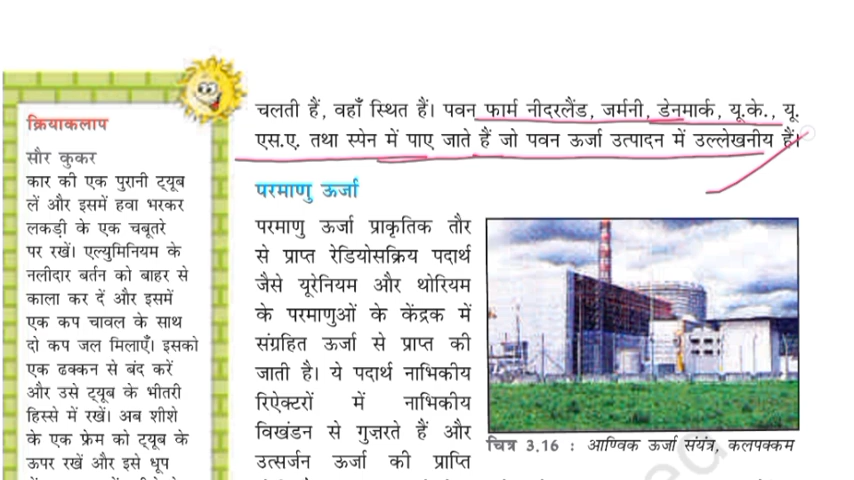 चलती हैं, वहाँ स्थित हैं। पवन फार्म नीदरलैंड, जर्मनी, डेनमार्क, यू.के., यू.
एस.ए. तथा स्पेन में पाए जाते हैं जो पवन ऊर्जा उत्पादन में उल्लेखनीय हैं।
क्रियाकलाप
सौर कुकर
कार की एक पुरानी ट्यूब
लें और इसमें हवा भरकर
लकड़ी के एक चबूतरे
पर रखें। एल्युमिनियम के
नलीदार बर्तन को बाहर से
काला कर दें और इसमें
एक कप चावल के साथ
दो कप जल मिलाएँ। इसको
एक ढक्कन से बंद करें
और उसे ट्यूब के भीतरी
हिस्से में रखें। अब शीशे
के एक फ्रेम को ट्यूब के
ऊपर रखें और इसे धूप
परमाणु ऊर्जा
परमाणु ऊर्जा प्राकृतिक तौर
से प्राप्त रेडियोसक्रिय पदार्थ
जैसे यूरेनियम और थोरियम
के परमाणुओं के केंद्रक में
संग्रहित ऊर्जा से प्राप्त की
जाती है। ये पदार्थ नाभिकीय
रिऐक्टरों में नाभिकीय
विखंडन से गुज़रते हैं और
उत्सर्जन ऊर्जा की प्राप्ति
चित्र 3.16 : आण्विक ऊर्जा संयंत्र, कलपक्कम